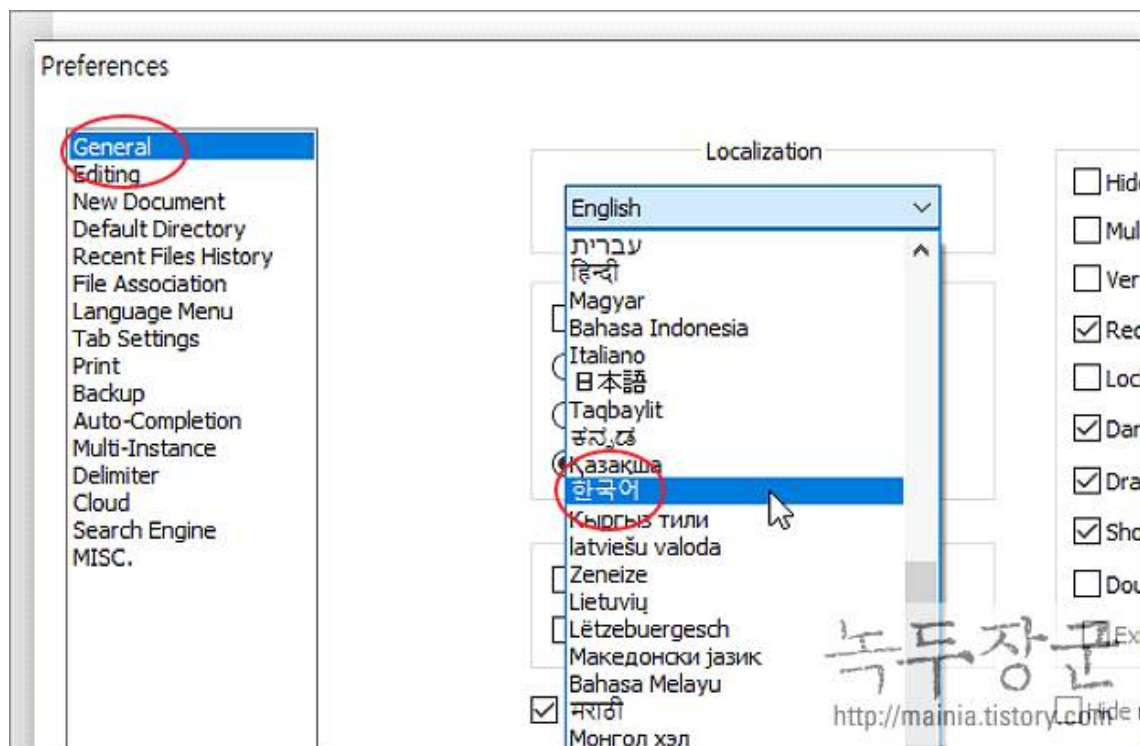 Preferences
General
Editing
New Document
Default Directory
Recent Files History
File Association
Language Menu
Tab Settings
Print
Backup
Auto-Completion
Multi-Instance
Delimiter
Cloud
Search Engine
MISC.
Localization
English
עברית
हिन्दी
Magyar
Bahasa Indonesia
Italiano
日本語
Taqbaylit
ಕನ್ನಡ
Қазақша
한국어
Кыргыз тили
latviešu valoda
Zeneize
Lietuvių
Lëtzebuergesch
Македонски јазик
Bahasa Melayu
मराठी
Монгол хэл
녹두장군
http://mainia.tistory.com